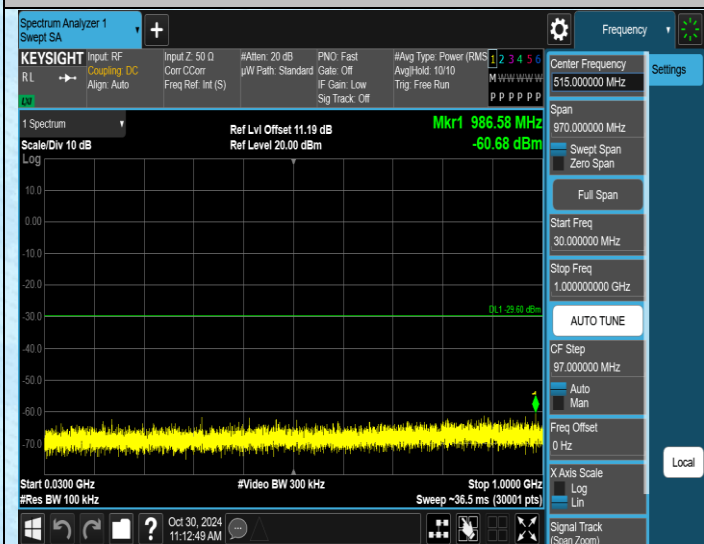 Spectrum Analyzer 1
Swept SA
Frequency
KEYSIGHT
RL
LXI
Input: RF
Coupling: DC
Align: Auto
Input Z: 50 Ω
Corr CCorr
Freq Ref: Int (S)
#Atten: 20 dB
µW Path: Standard
PNO: Fast
Gate: Off
IF Gain: Low
Sig Track: Off
#Avg Type: Power (RMS
Avg|Hold: 10/10
Trig: Free Run
1 2 3 4 5 6
M W W W W W
P P P P P P
1 Spectrum
Scale/Div 10 dB
Ref Lvl Offset 11.19 dB
Ref Level 20.00 dBm
Mkr1 986.58 MHz
-60.68 dBm
Log
10.0
0.00
-10.0
-20.0
-30.0
-40.0
-50.0
-60.0
-70.0
DL1 -29.60 dBm
1
Start 0.0300 GHz
#Res BW 100 kHz
#Video BW 300 kHz
Stop 1.0000 GHz
Sweep ~36.5 ms (30001 pts)
?
Oct 30, 2024
11:12:49 AM
Center Frequency
515.000000 MHz
Settings
Span
970.000000 MHz
Swept Span
Zero Span
Full Span
Start Freq
30.000000 MHz
Stop Freq
1.000000000 GHz
AUTO TUNE
CF Step
97.000000 MHz
Auto
Man
Freq Offset
0 Hz
X Axis Scale
Log
Lin
Local
Signal Track
(Span Zoom)